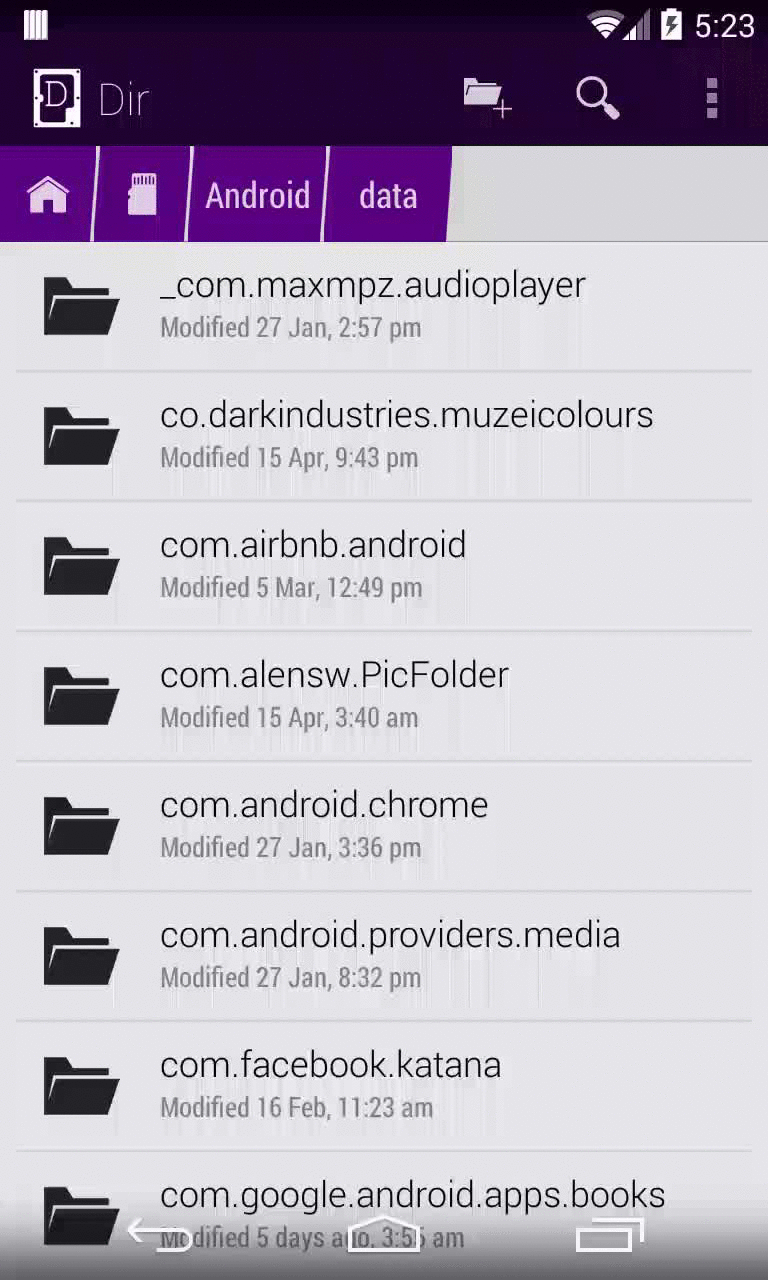 5:23
D Dir
Android data
_com.maxmpz.audioplayer
Modified 27 Jan, 2:57 pm
co.darkindustries.muzeicolours
Modified 15 Apr, 9:43 pm
com.airbnb.android
Modified 5 Mar, 12:49 pm
com.alensw.PicFolder
Modified 15 Apr, 3:40 am
com.android.chrome
Modified 27 Jan, 3:36 pm
com.android.providers.media
Modified 27 Jan, 8:32 pm
com.facebook.katana
Modified 16 Feb, 11:23 am
com.google.android.apps.books
Modified 5 days ago, 3:55 am